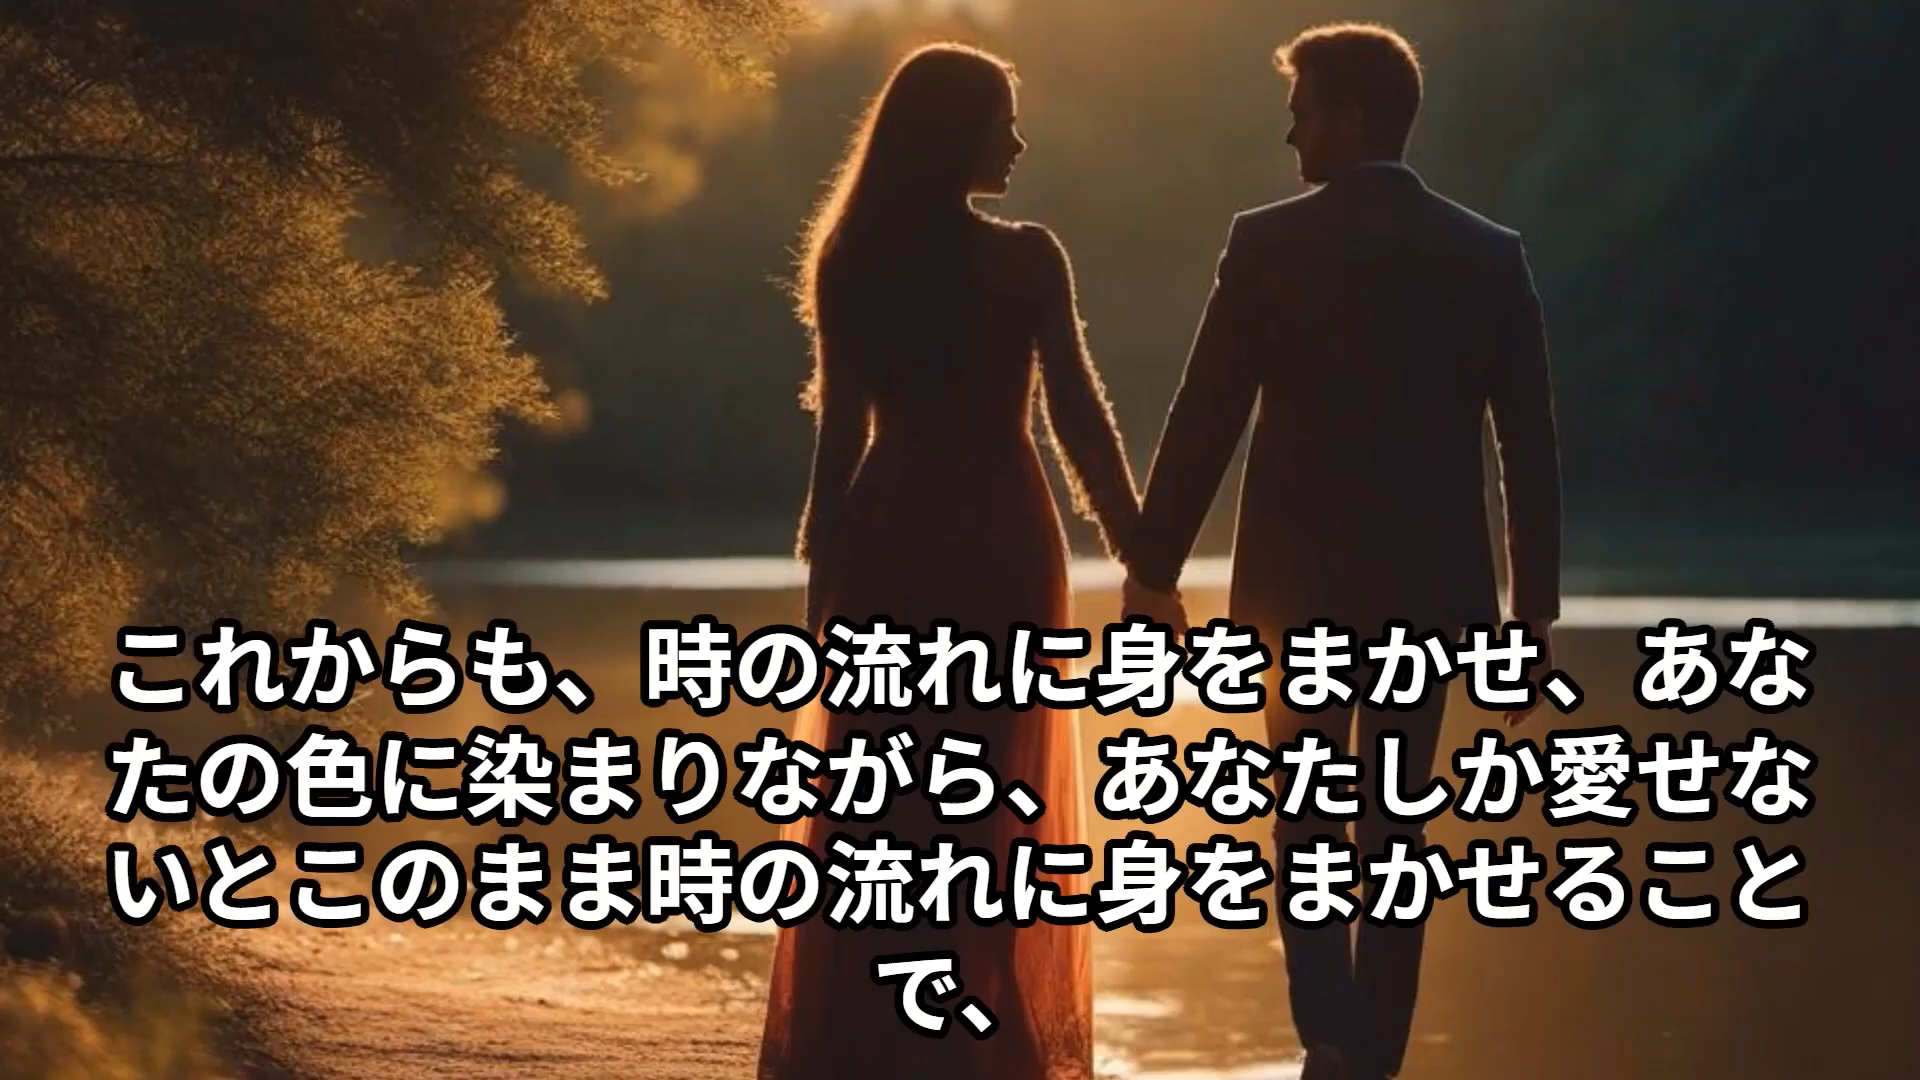 これからも、時の流れに身をまかせ、あな
たの色に染まりながら、あなたしか愛せな
いとこのまま時の流れに身をまかせること
で、